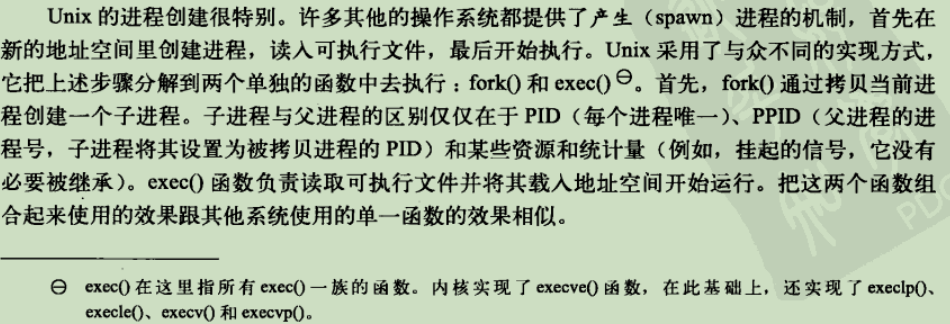 Unix 的进程创建很特别。许多其他的操作系统都提供了产生（spawn）进程的机制，首先在
新的地址空间里创建进程，读入可执行文件，最后开始执行。Unix 采用了与众不同的实现方式，
它把上述步骤分解到两个单独的函数中去执行：fork() 和 exec()⊖。首先，fork() 通过拷贝当前进
程创建一个子进程。子进程与父进程的区别仅仅在于 PID（每个进程唯一）、PPID（父进程的进
程号，子进程将其设置为被拷贝进程的 PID）和某些资源和统计量（例如，挂起的信号，它没有
必要被继承）。exec() 函数负责读取可执行文件并将其载入地址空间开始运行。把这两个函数组
合起来使用的效果跟其他系统使用的单一函数的效果相似。
⊖ exec() 在这里指所有 exec() 一族的函数。内核实现了 execve() 函数，在此基础上，还实现了 execlp()、
execle()、execv() 和 execvp()。